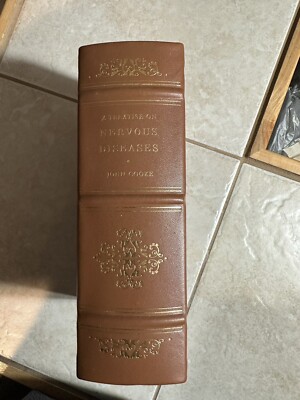 A TREATISE ON
NERVOUS
DISEASES
JOHN COOKE